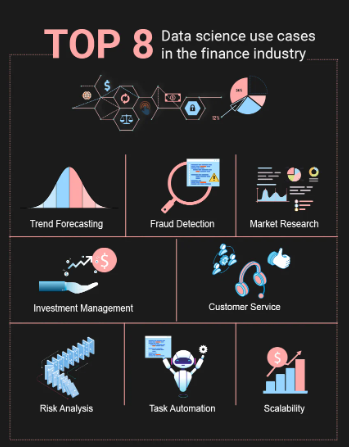 TOP 8
Data science use cases
in the finance industry
Trend Forecasting
Fraud Detection
Market Research
Investment Management
Customer Service
Risk Analysis
Task Automation
Scalability